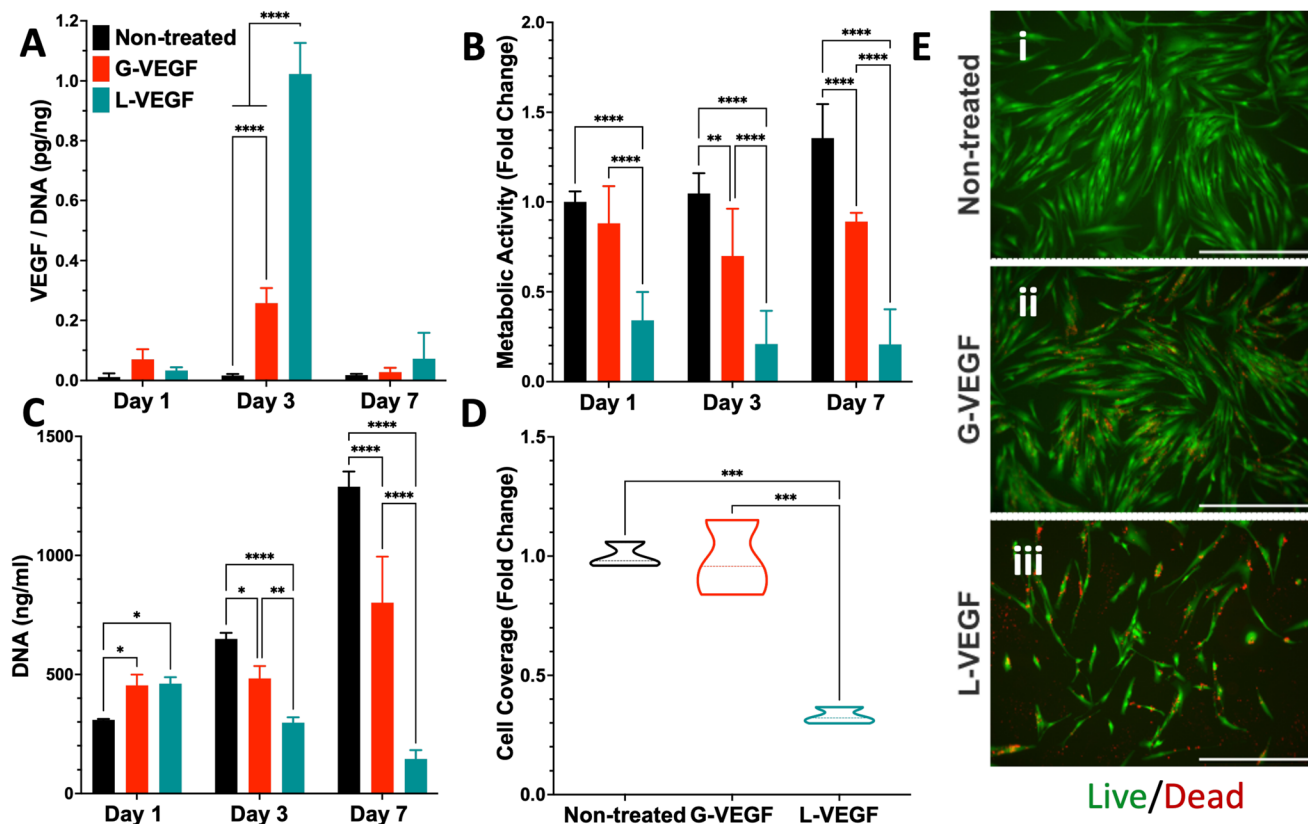 A
VEGF / DNA (pg/ng)
1.2
1.0
0.8
0.6
0.4
0.2
0.0
Non-treated
G-VEGF
L-VEGF
****
****
Day 1
Day 3
Day 7
B
Metabolic Activity (Fold Change)
2.0
1.5
1.0
0.5
0.0
****
****
****
**
****
****
****
****
Day 1
Day 3
Day 7
C
DNA (ng/ml)
1500
1000
500
0
*
*
****
*
**
****
****
****
Day 1
Day 3
Day 7
D
Cell Coverage (Fold Change)
1.5
1.0
0.5
0.0
***
***
Non-treated
G-VEGF
L-VEGF
E
Non-treated
i
G-VEGF
ii
L-VEGF
iii
Live/Dead